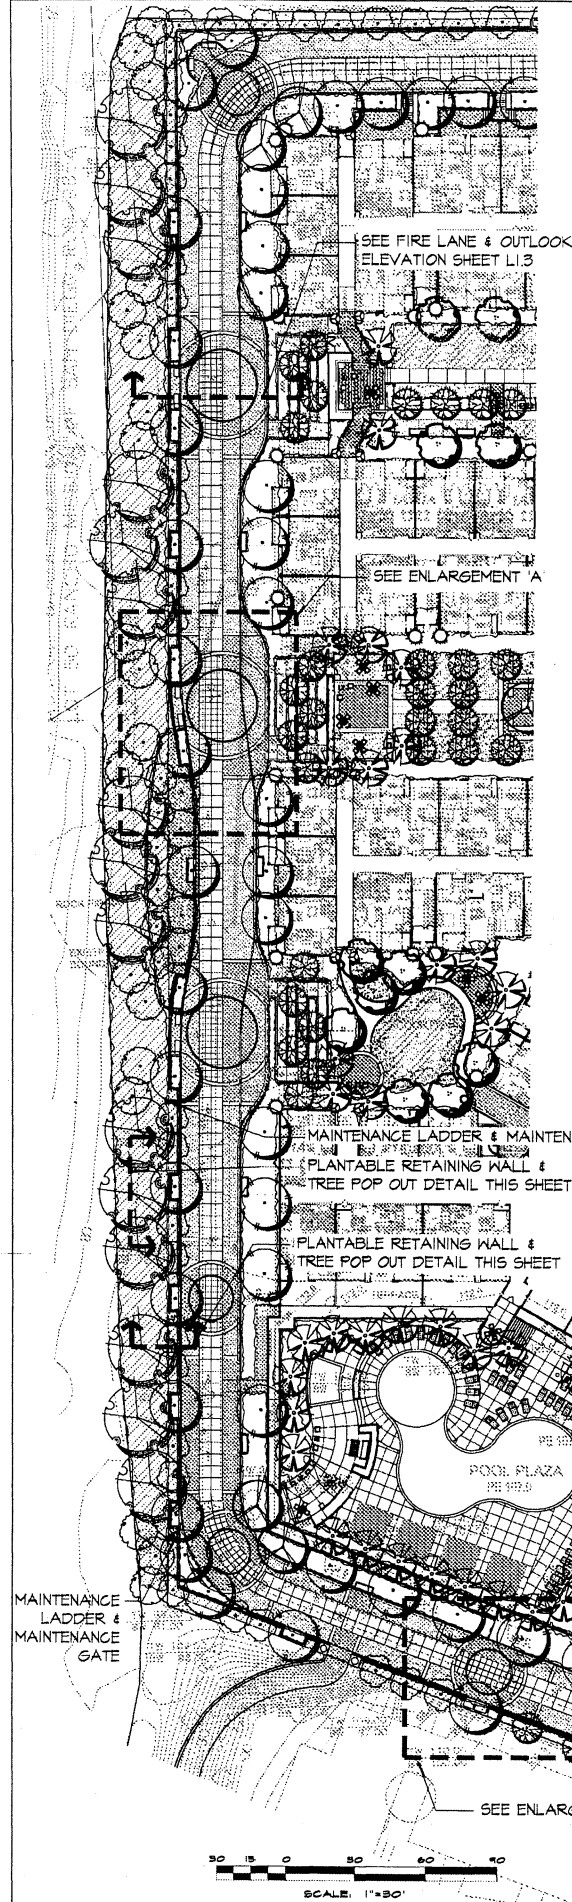 SEE FIRE LANE & OUTLOOK
ELEVATION SHEET L1.3
SEE ENLARGEMENT 'A'
MAINTENANCE LADDER & MAINTEN
PLANTABLE RETAINING WALL &
TREE POP OUT DETAIL THIS SHEET
PLANTABLE RETAINING WALL &
TREE POP OUT DETAIL THIS SHEET
POOL PLAZA
MAINTENANCE
LADDER &
MAINTENANCE
GATE
SEE ENLARG
30 15 0 30 60 90
SCALE: 1"=30'